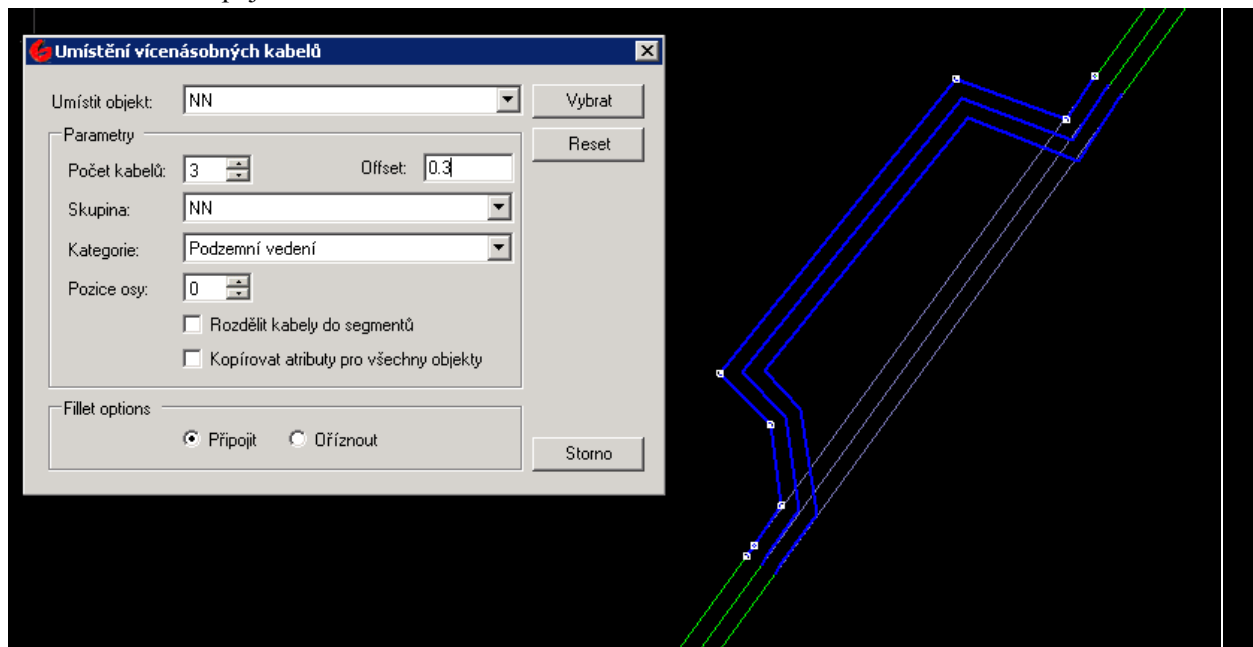 Umístění vícenásobných kabelů
Umístit objekt: NN Vybrat
Parametry
Reset
Počet kabelů: 3 Offset: 0.3
Skupina: NN
Kategorie: Podzemní vedení
Pozice osy: 0
Rozdělit kabely do segmentů
Kopírovat atributy pro všechny objekty
Fillet options
Připojit Oříznout
Storno